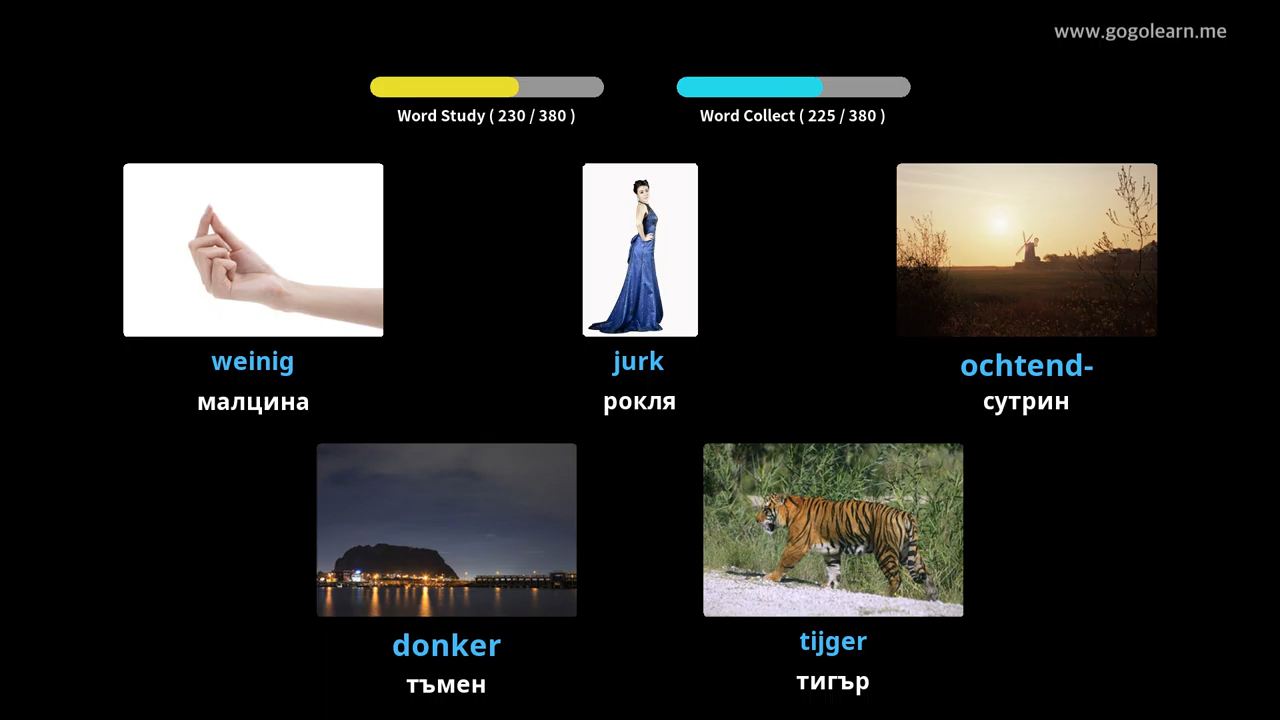 www.gogolearn.me
Word Study ( 230 / 380 )
Word Collect ( 225 / 380 )
weinig
малцина
jurk
рокля
ochtend-
сутрин
donker
тъмен
tijger
тигър